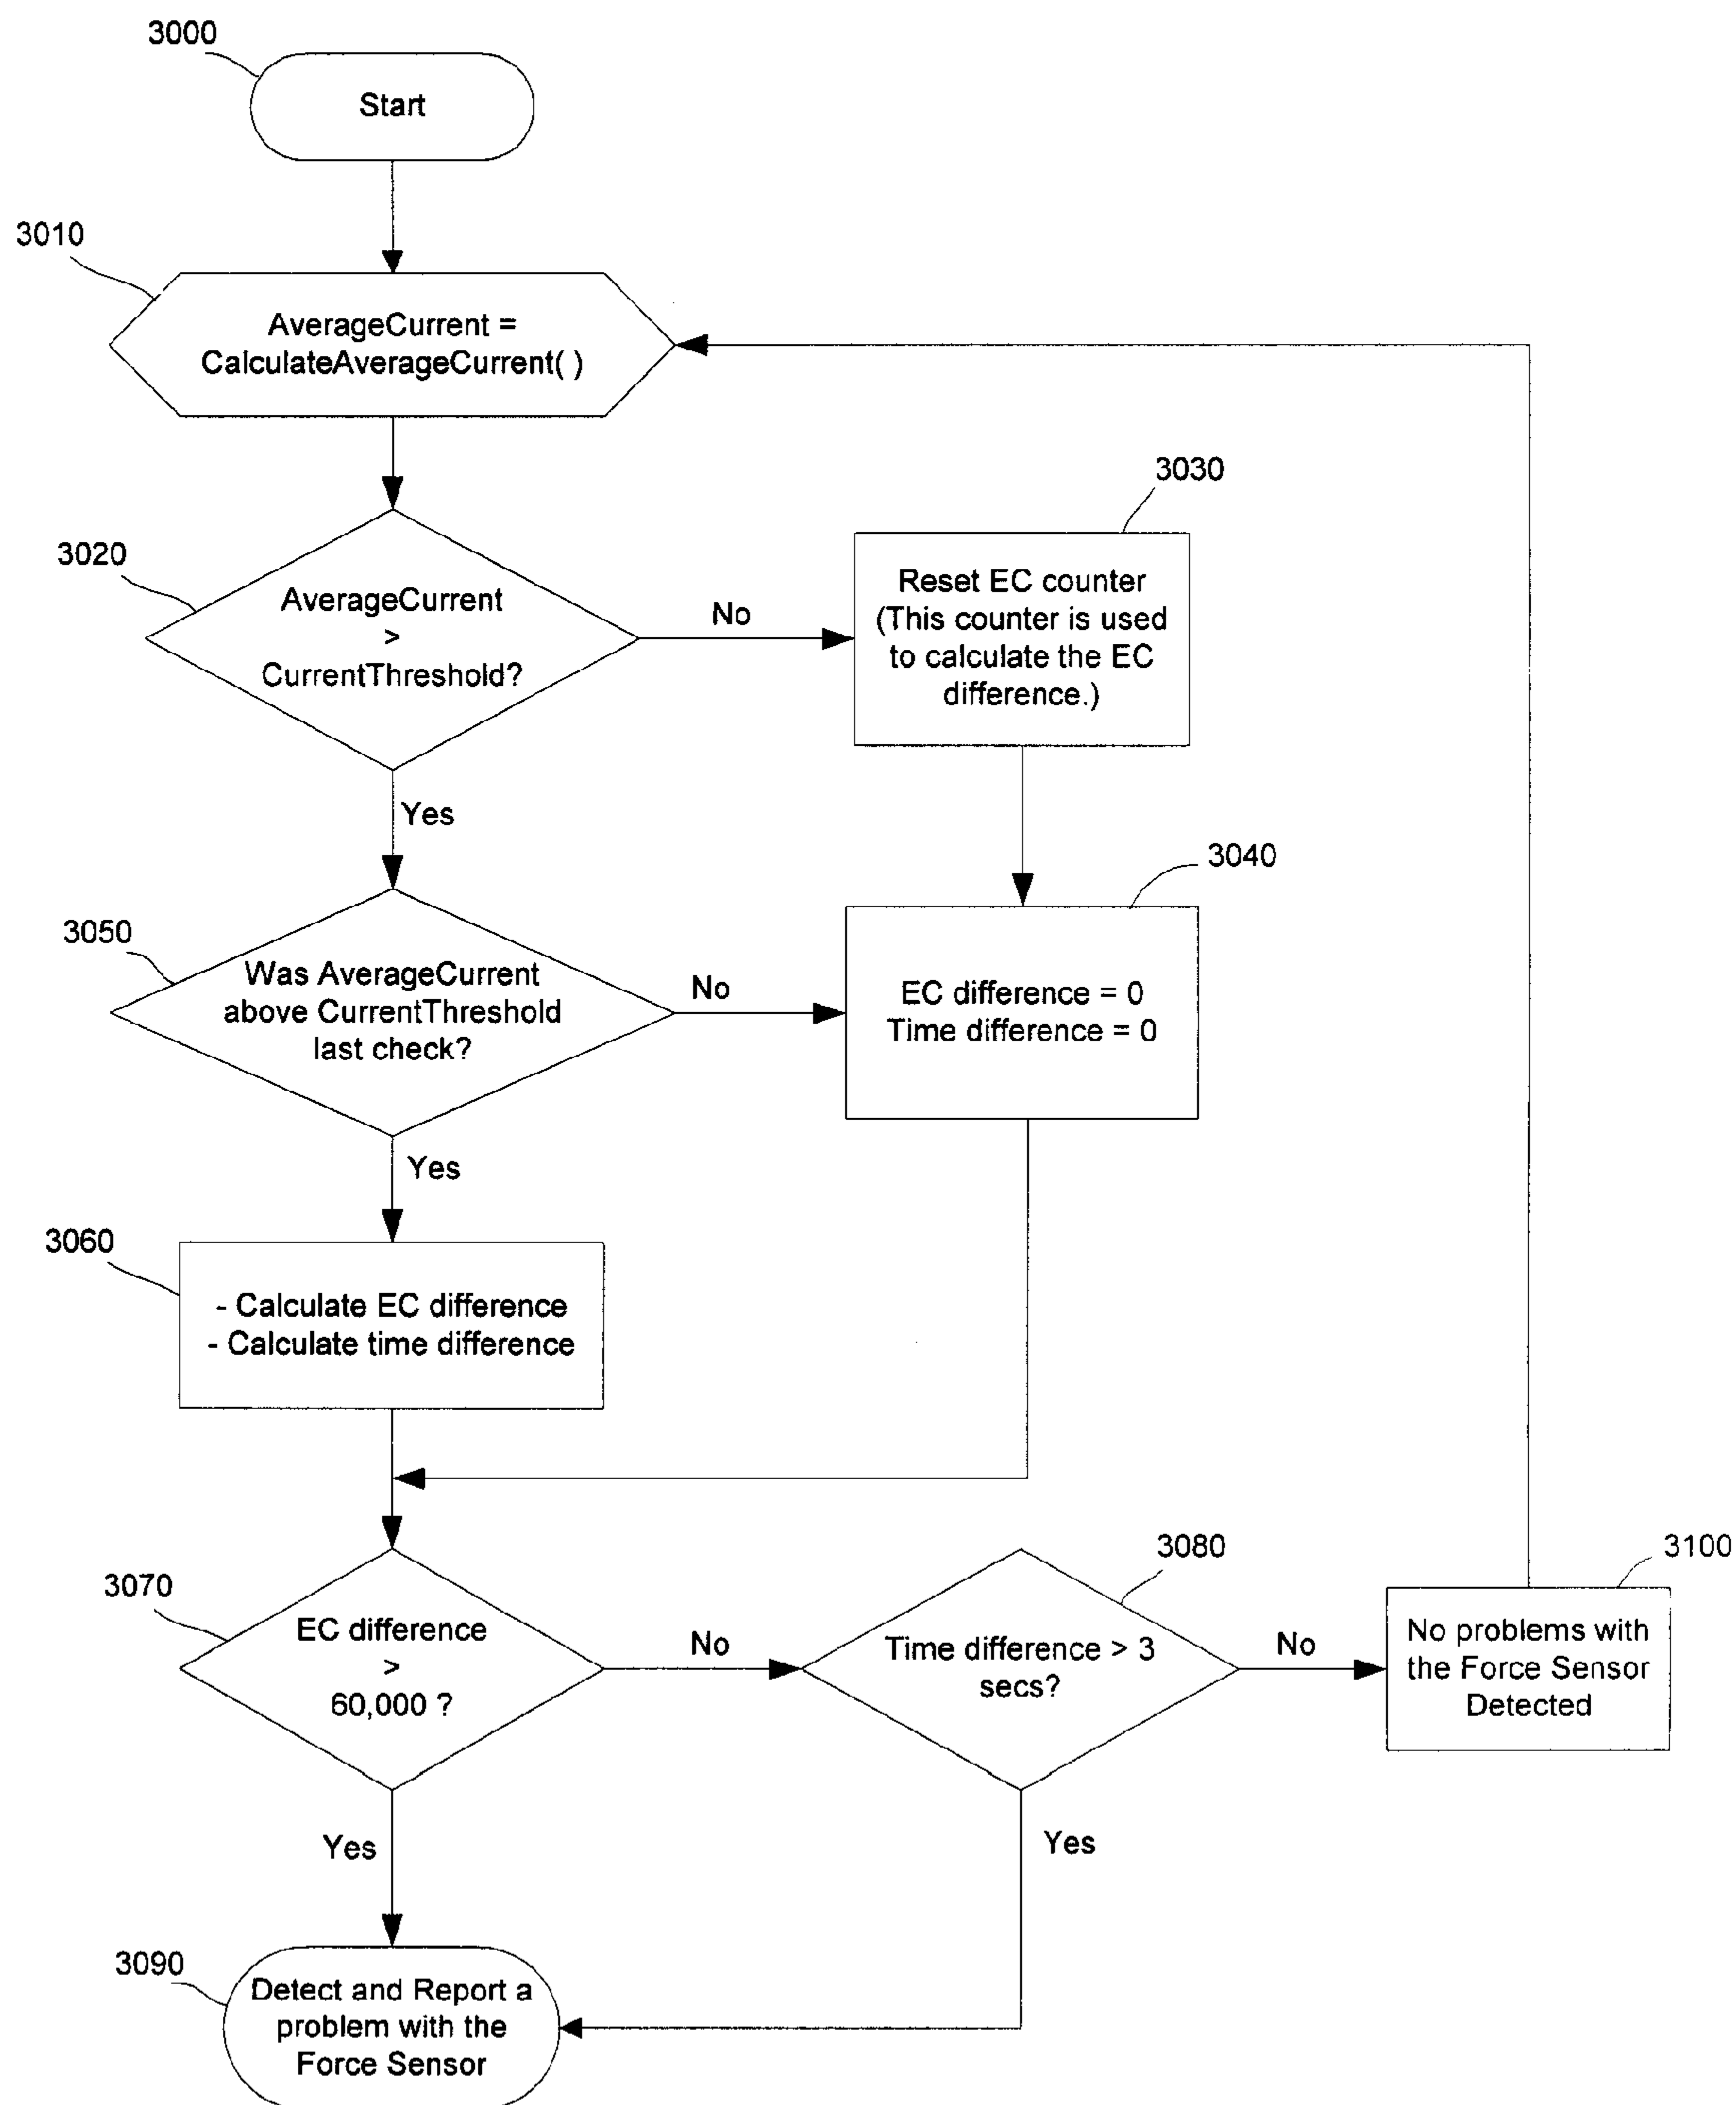 3000
Start
3010
AverageCurrent =
CalculateAverageCurrent( )
3020
AverageCurrent
>
CurrentThreshold?
No
3030
Reset EC counter
(This counter is used
to calculate the EC
difference.)
Yes
3040
EC difference = 0
Time difference = 0
3050
Was AverageCurrent
above CurrentThreshold
last check?
No
Yes
3060
- Calculate EC difference
- Calculate time difference
3070
EC difference
>
60,000 ?
No
3080
Time difference > 3
secs?
No
3100
No problems with
the Force Sensor
Detected
Yes
Yes
3090
Detect and Report a
problem with the
Force Sensor